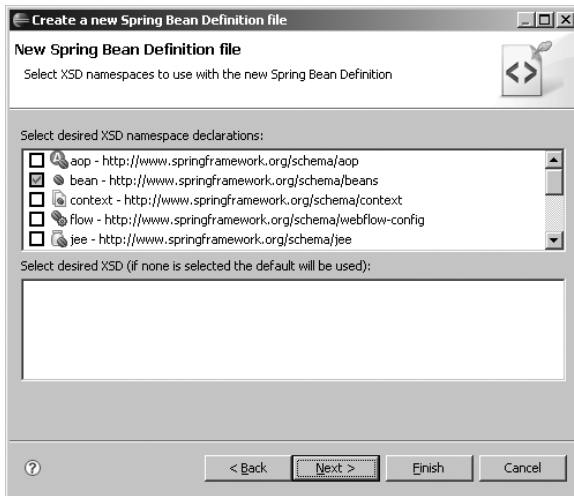 Create a new Spring Bean Definition file
New Spring Bean Definition file
Select XSD namespaces to use with the new Spring Bean Definition
Select desired XSD namespace declarations:
aop - http://www.springframework.org/schema/aop
bean - http://www.springframework.org/schema/beans
context - http://www.springframework.org/schema/context
flow - http://www.springframework.org/schema/webflow-config
jee - http://www.springframework.org/schema/jee
Select desired XSD (if none is selected the default will be used):
< Back Next > Finish Cancel